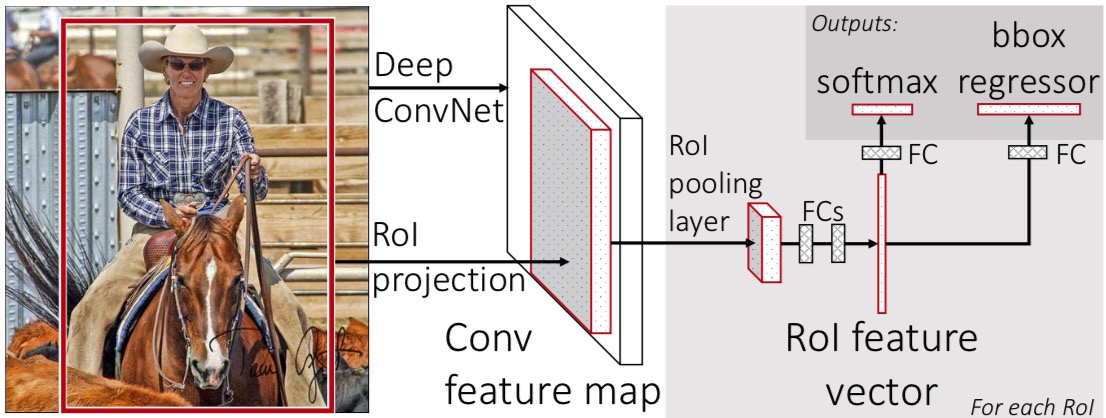 Deep
ConvNet
RoI
projection
Conv
feature map
RoI
pooling
layer
FCs
Outputs:
softmax
bbox
regressor
FC
FC
RoI feature
vector
For each RoI